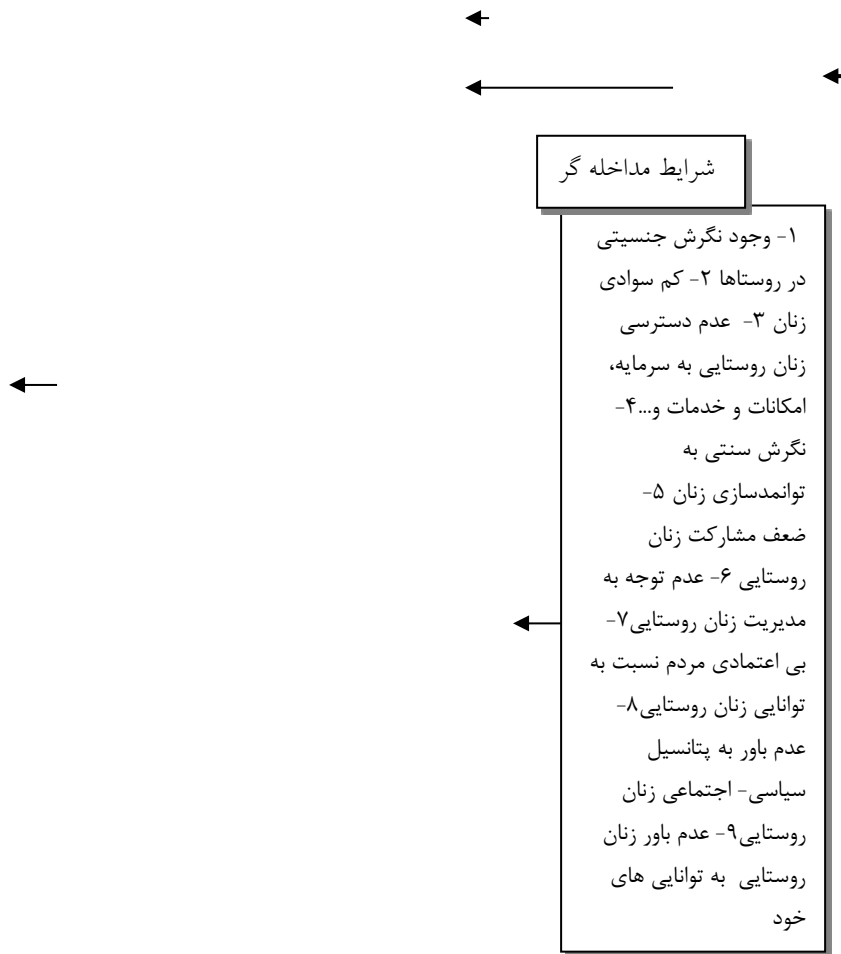 شرایط مداخله گر
۱- وجود نگرش جنسیتی
در روستاها ۲- کم سوادی
زنان ۳- عدم دسترسی
زنان روستایی به سرمایه،
امکانات و خدمات و...۴-
نگرش سنتی به
توانمدسازی زنان ۵-
ضعف مشارکت زنان
روستایی ۶- عدم توجه به
مدیریت زنان روستایی۷-
بی اعتمادی مردم نسبت به
توانایی زنان روستایی۸-
عدم باور به پتانسیل
سیاسی- اجتماعی زنان
روستایی۹- عدم باور زنان
روستایی به توانایی های
خود